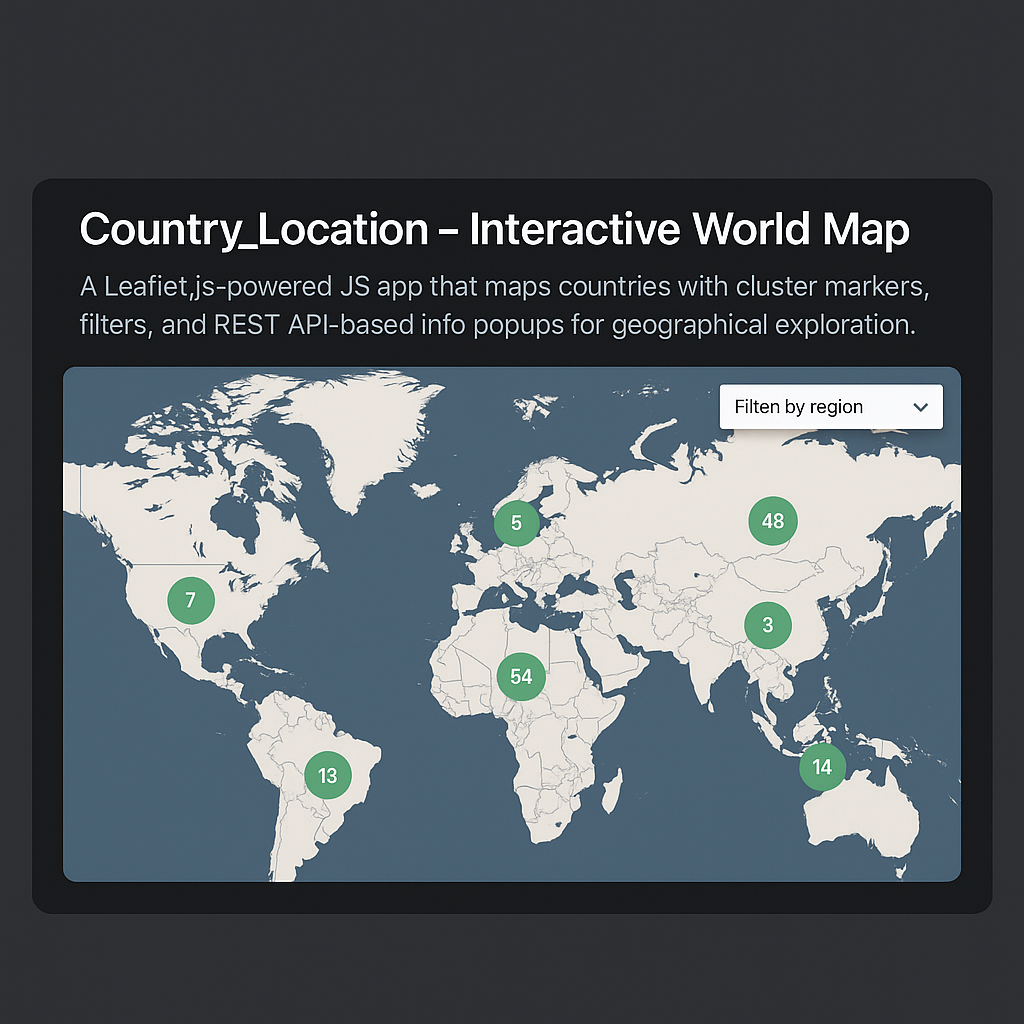 Country_Location – Interactive World Map
A Leafiet,js-powered JS app that maps countries with cluster markers,
filters, and REST API-based info popups for geographical exploration.
Filten by region
5
48
7
3
54
13
14